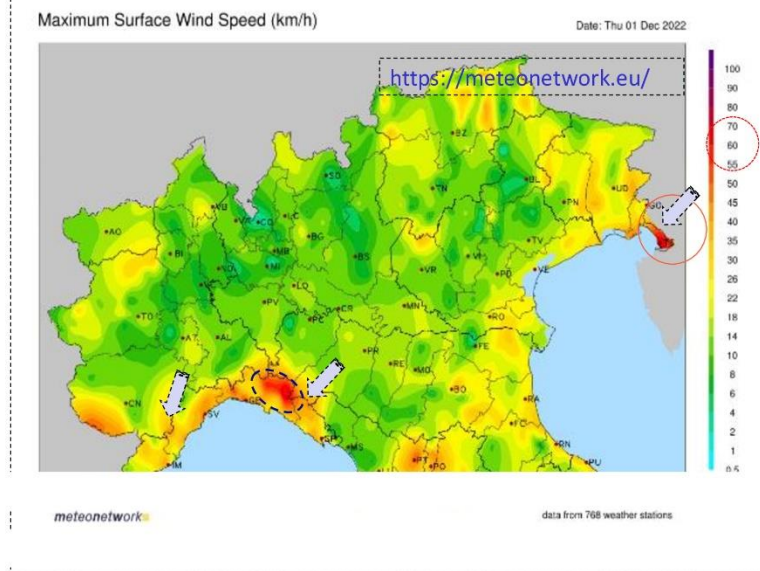 Maximum Surface Wind Speed (km/h)
Date: Thu 01 Dec 2022
https://meteonetwork.eu/
100
90
80
70
60
55
50
45
40
35
30
26
22
18
14
10
8
6
4
2
1
0.5
BZ
SO
BL
TN
UD
PN
GO
VB
VA
CO
LC
AO
BG
BI
MB
NO
MI
BS
TV
VI
VR
PD
VE
LO
PV
CR
MN
RO
TO
PC
AT
AL
FE
PR
RE
MO
BO
RA
CN
GE
SV
FC
SP
MS
RN
IM
PT
PO
PU
meteonetwork
data from 768 weather stations